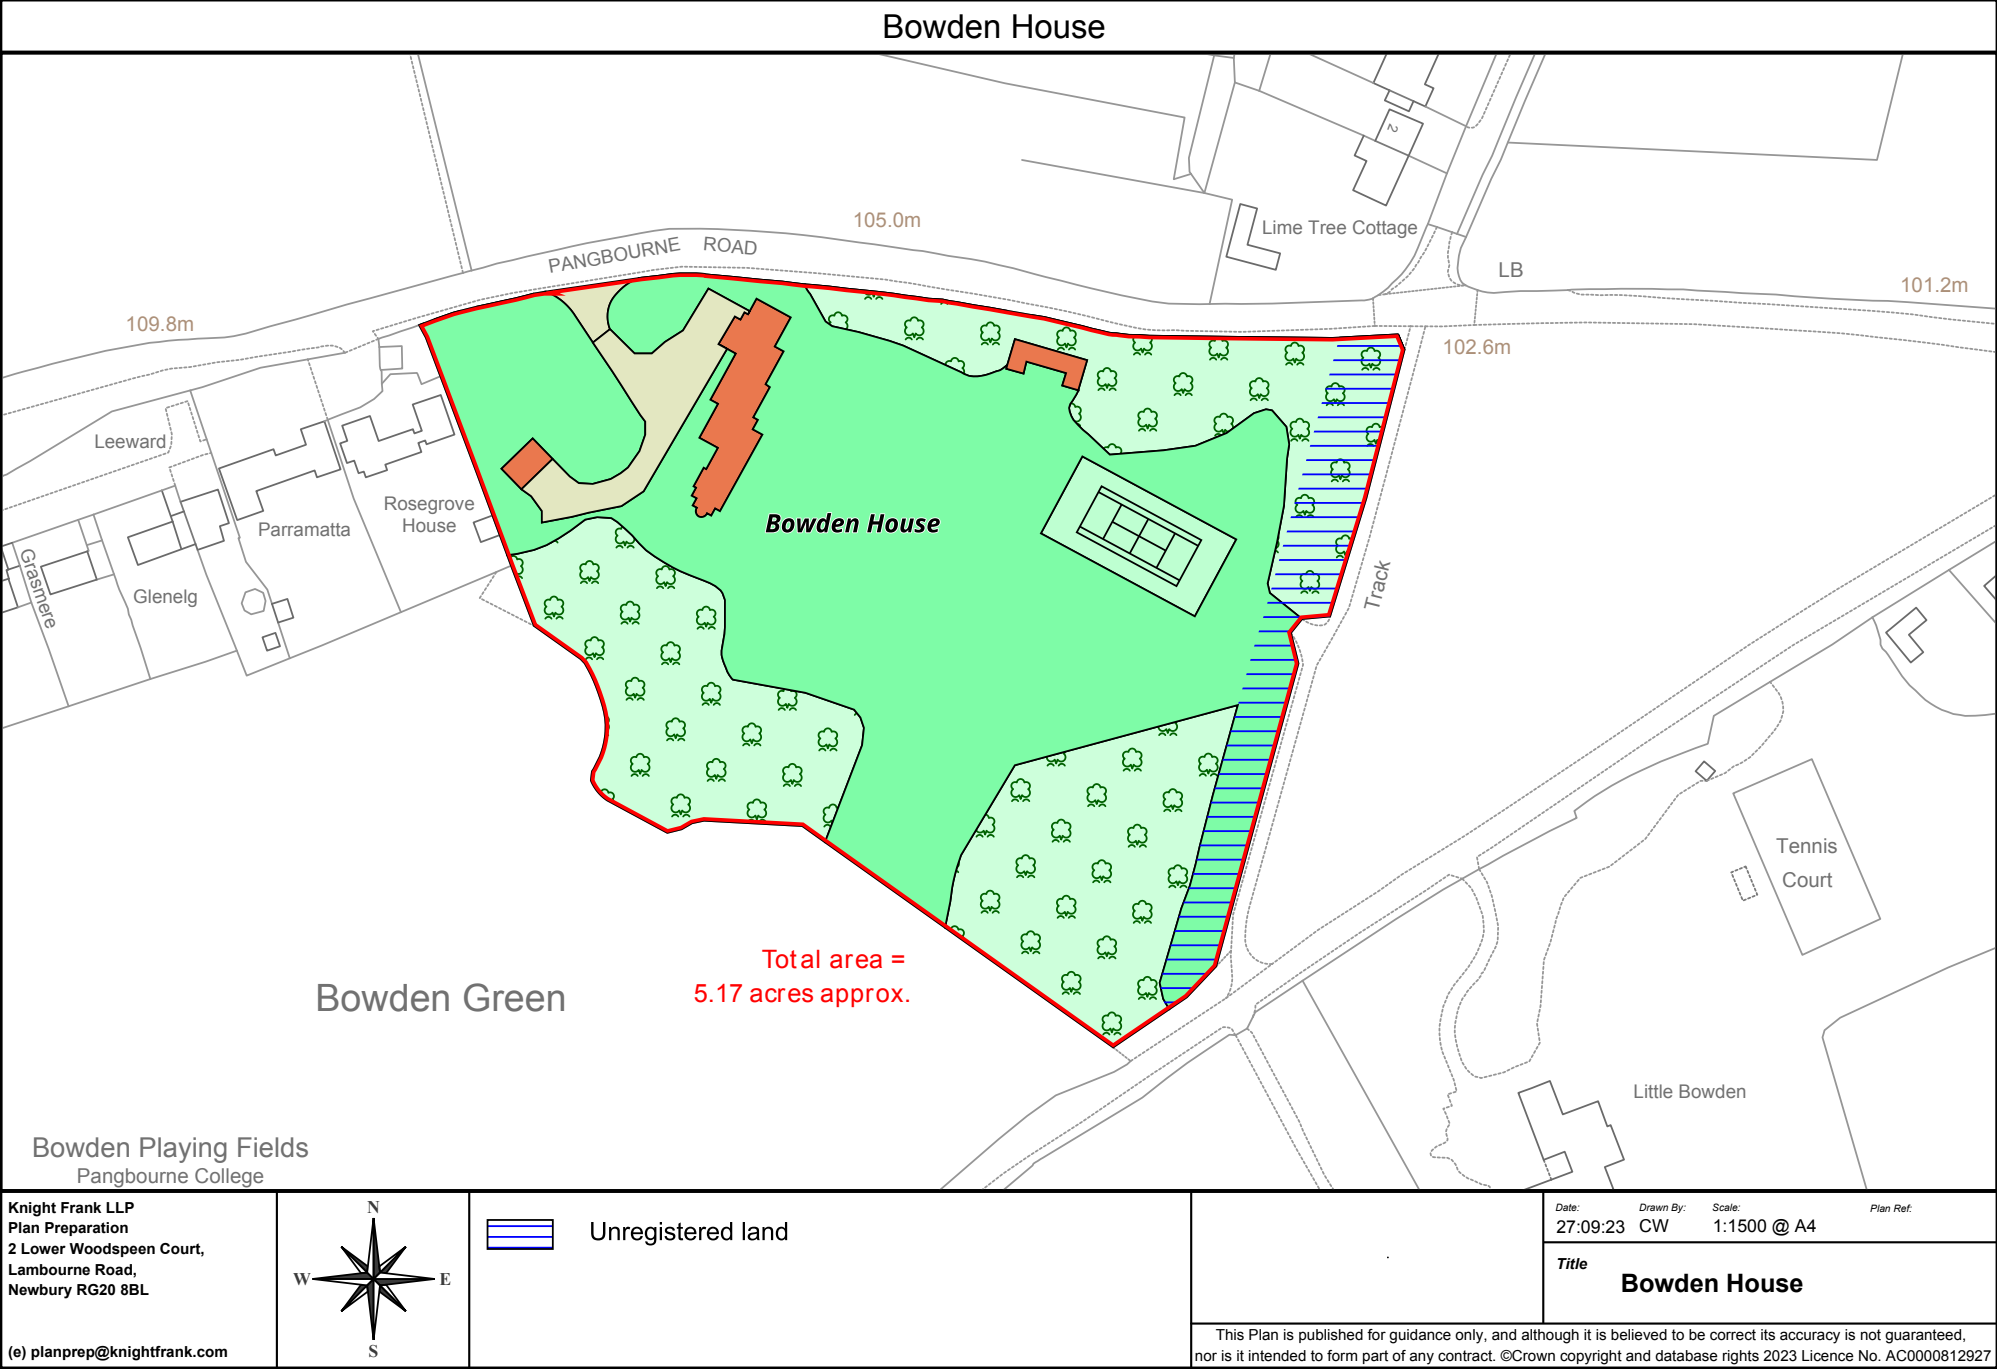 Bowden House
2
Lime Tree Cottage
105.0m
PANGBOURNE ROAD
LB
101.2m
109.8m
102.6m
Leeward
Rosegrove
House
Parramatta
Bowden House
Grasmere
Glenelg
Track
Tennis
Court
Total area =
5.17 acres approx.
Bowden Green
Little Bowden
Bowden Playing Fields
Pangbourne College
Knight Frank LLP
Plan Preparation
2 Lower Woodspeen Court,
Lambourne Road,
Newbury RG20 8BL
(e) planprep@knightfrank.com
N
W E
S
Unregistered land
Date: Drawn By: Scale: Plan Ref:
27:09:23 CW 1:1500 @ A4
Title
Bowden House
This Plan is published for guidance only, and although it is believed to be correct its accuracy is not guaranteed,
nor is it intended to form part of any contract. ©Crown copyright and database rights 2023 Licence No. AC0000812927